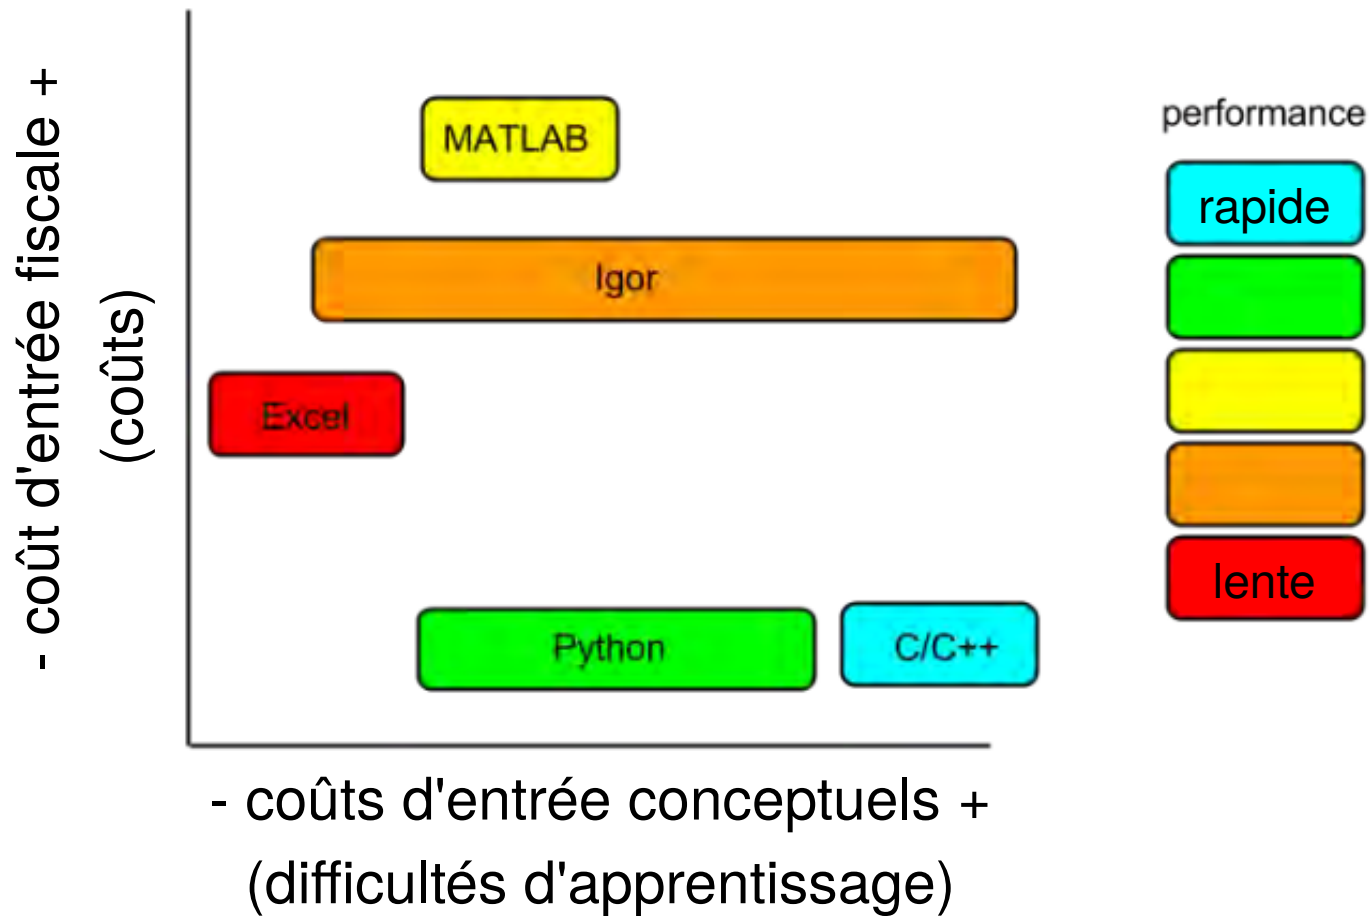 - coût d'entrée fiscale +
(coûts)
MATLAB
Igor
Excel
Python
C/C++
- coûts d'entrée conceptuels +
(difficultés d'apprentissage)
performance
rapide
lente